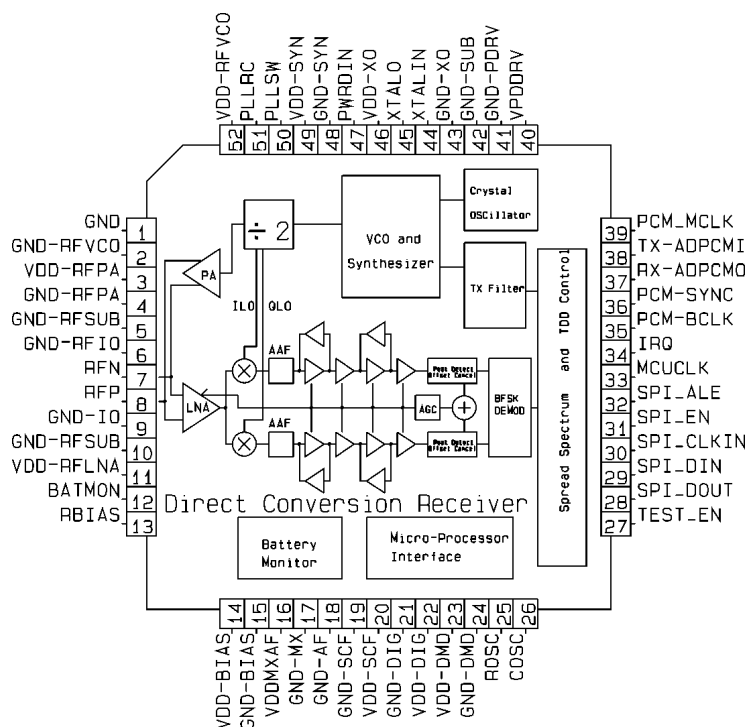 VDD-RFVCO
PLLRC
PLLSW
VDD-SYN
GND-SYN
PWRDIN
VDD-XO
XTALO
XTALIN
GND-XO
GND-SUB
GND-PDRV
VPDDRV
52
51
50
49
48
47
46
45
44
43
42
41
40
GND
1
GND-RFVCO
2
VDD-RFPA
3
GND-RFPA
4
GND-RFSUB
5
GND-RFIO
6
RFN
7
RFP
8
GND-IO
9
GND-RFSUB
10
VDD-RFLNA
11
BATMON
12
RBIAS
13
÷ 2
VCO and
Synthesizer
Crystal
OSCillator
TX Filter
PA
ILO
QLO
AAF
LNA
AAF
AGC
Post Detect
Offset Cancel
Post Detect
Offset Cancel
BFSK
DEMOD
Spread Spectrum and TDD Control
Direct Conversion Receiver
Battery
Monitor
Micro-Processor
Interface
PCM_MCLK
39
TX-ADPCMI
38
RX-ADPCMO
37
PCM-SYNC
36
PCM-BCLK
35
IRQ
34
MCUCLK
33
SPI_ALE
32
SPI_EN
31
SPI_CLKIN
30
SPI_DIN
29
SPI_DOUT
28
TEST_EN
27
14
15
16
17
18
19
20
21
22
23
24
25
26
VDD-BIAS
GND-BIAS
VDDMXAF
GND-MX
GND-AF
GND-SCF
VDD-SCF
GND-DIG
VDD-DIG
VDD-DMD
GND-DMD
ROSC
COSC